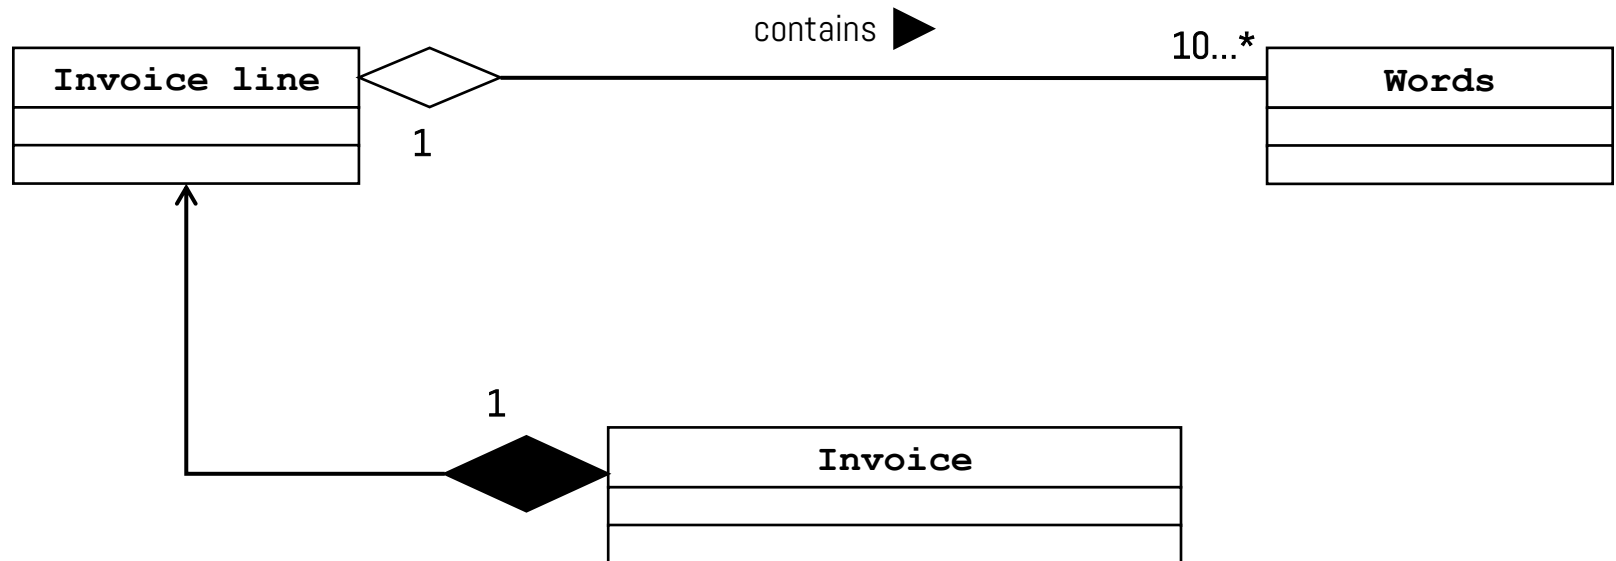 contains
10...*
Invoice line
Words
1
1
Invoice